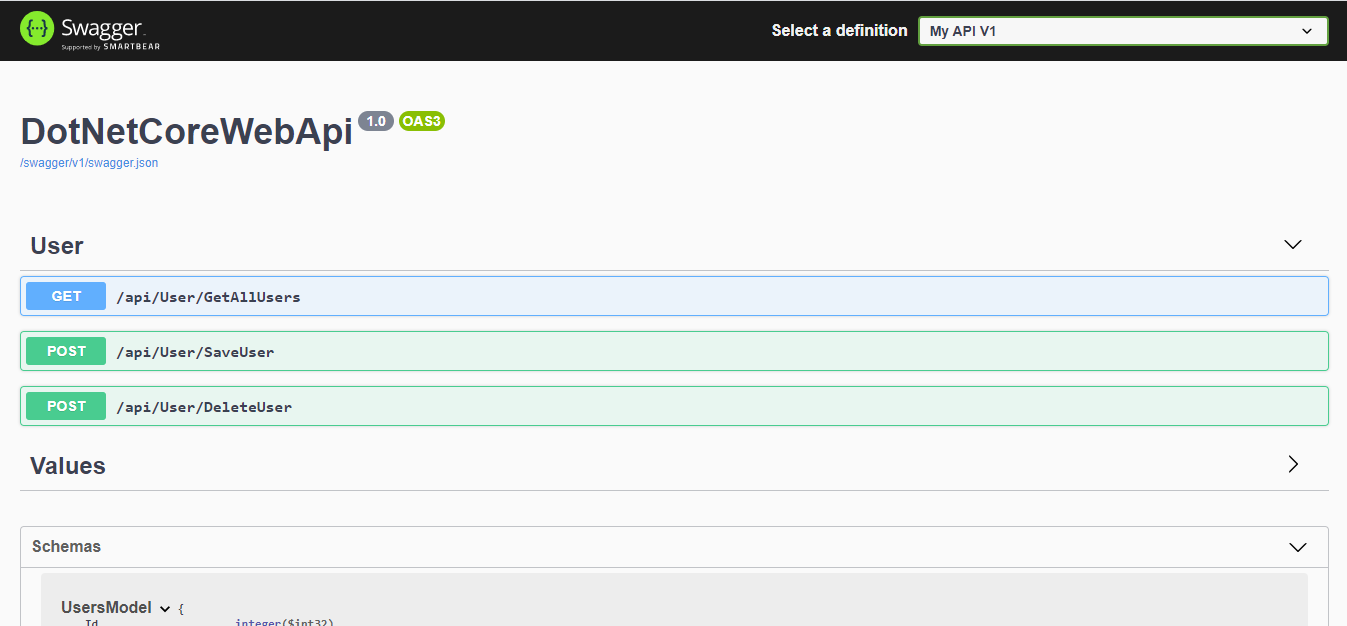 {···} Swagger
Supported by SMARTBEAR
Select a definition
My API V1
DotNetCoreWebApi 1.0 OAS3
/swagger/v1/swagger.json
User
GET /api/User/GetAllUsers
POST /api/User/SaveUser
POST /api/User/DeleteUser
Values
Schemas
UsersModel {
Id integer($int32)